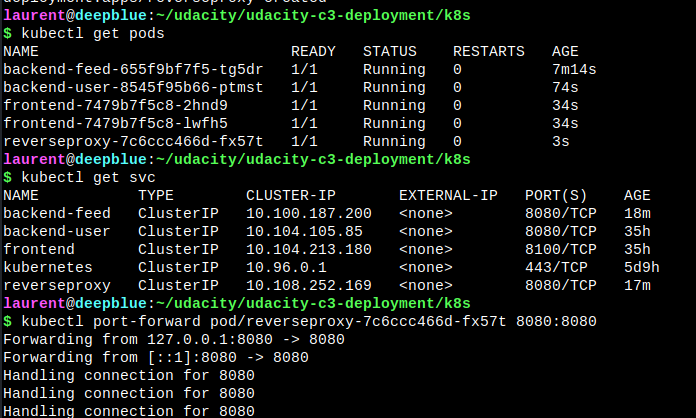 laurent@deepblue:~/udacity/udacity-c3-deployment/k8s
$ kubectl get pods
NAME                            READY   STATUS    RESTARTS   AGE
backend-feed-655f9bf7f5-tg5dr   1/1     Running   0          7m14s
backend-user-8545f95b66-ptmst   1/1     Running   0          74s
frontend-7479b7f5c8-2hnd9       1/1     Running   0          34s
frontend-7479b7f5c8-lwfh5       1/1     Running   0          34s
reverseproxy-7c6ccc466d-fx57t   1/1     Running   0          3s
laurent@deepblue:~/udacity/udacity-c3-deployment/k8s
$ kubectl get svc
NAME           TYPE        CLUSTER-IP       EXTERNAL-IP   PORT(S)    AGE
backend-feed   ClusterIP   10.100.187.200   <none>        8080/TCP   18m
backend-user   ClusterIP   10.104.105.85    <none>        8080/TCP   35h
frontend       ClusterIP   10.104.213.180   <none>        8100/TCP   35h
kubernetes     ClusterIP   10.96.0.1        <none>        443/TCP    5d9h
reverseproxy   ClusterIP   10.108.252.169   <none>        8080/TCP   17m
laurent@deepblue:~/udacity/udacity-c3-deployment/k8s
$ kubectl port-forward pod/reverseproxy-7c6ccc466d-fx57t 8080:8080
Forwarding from 127.0.0.1:8080 -> 8080
Forwarding from [::1]:8080 -> 8080
Handling connection for 8080
Handling connection for 8080
Handling connection for 8080